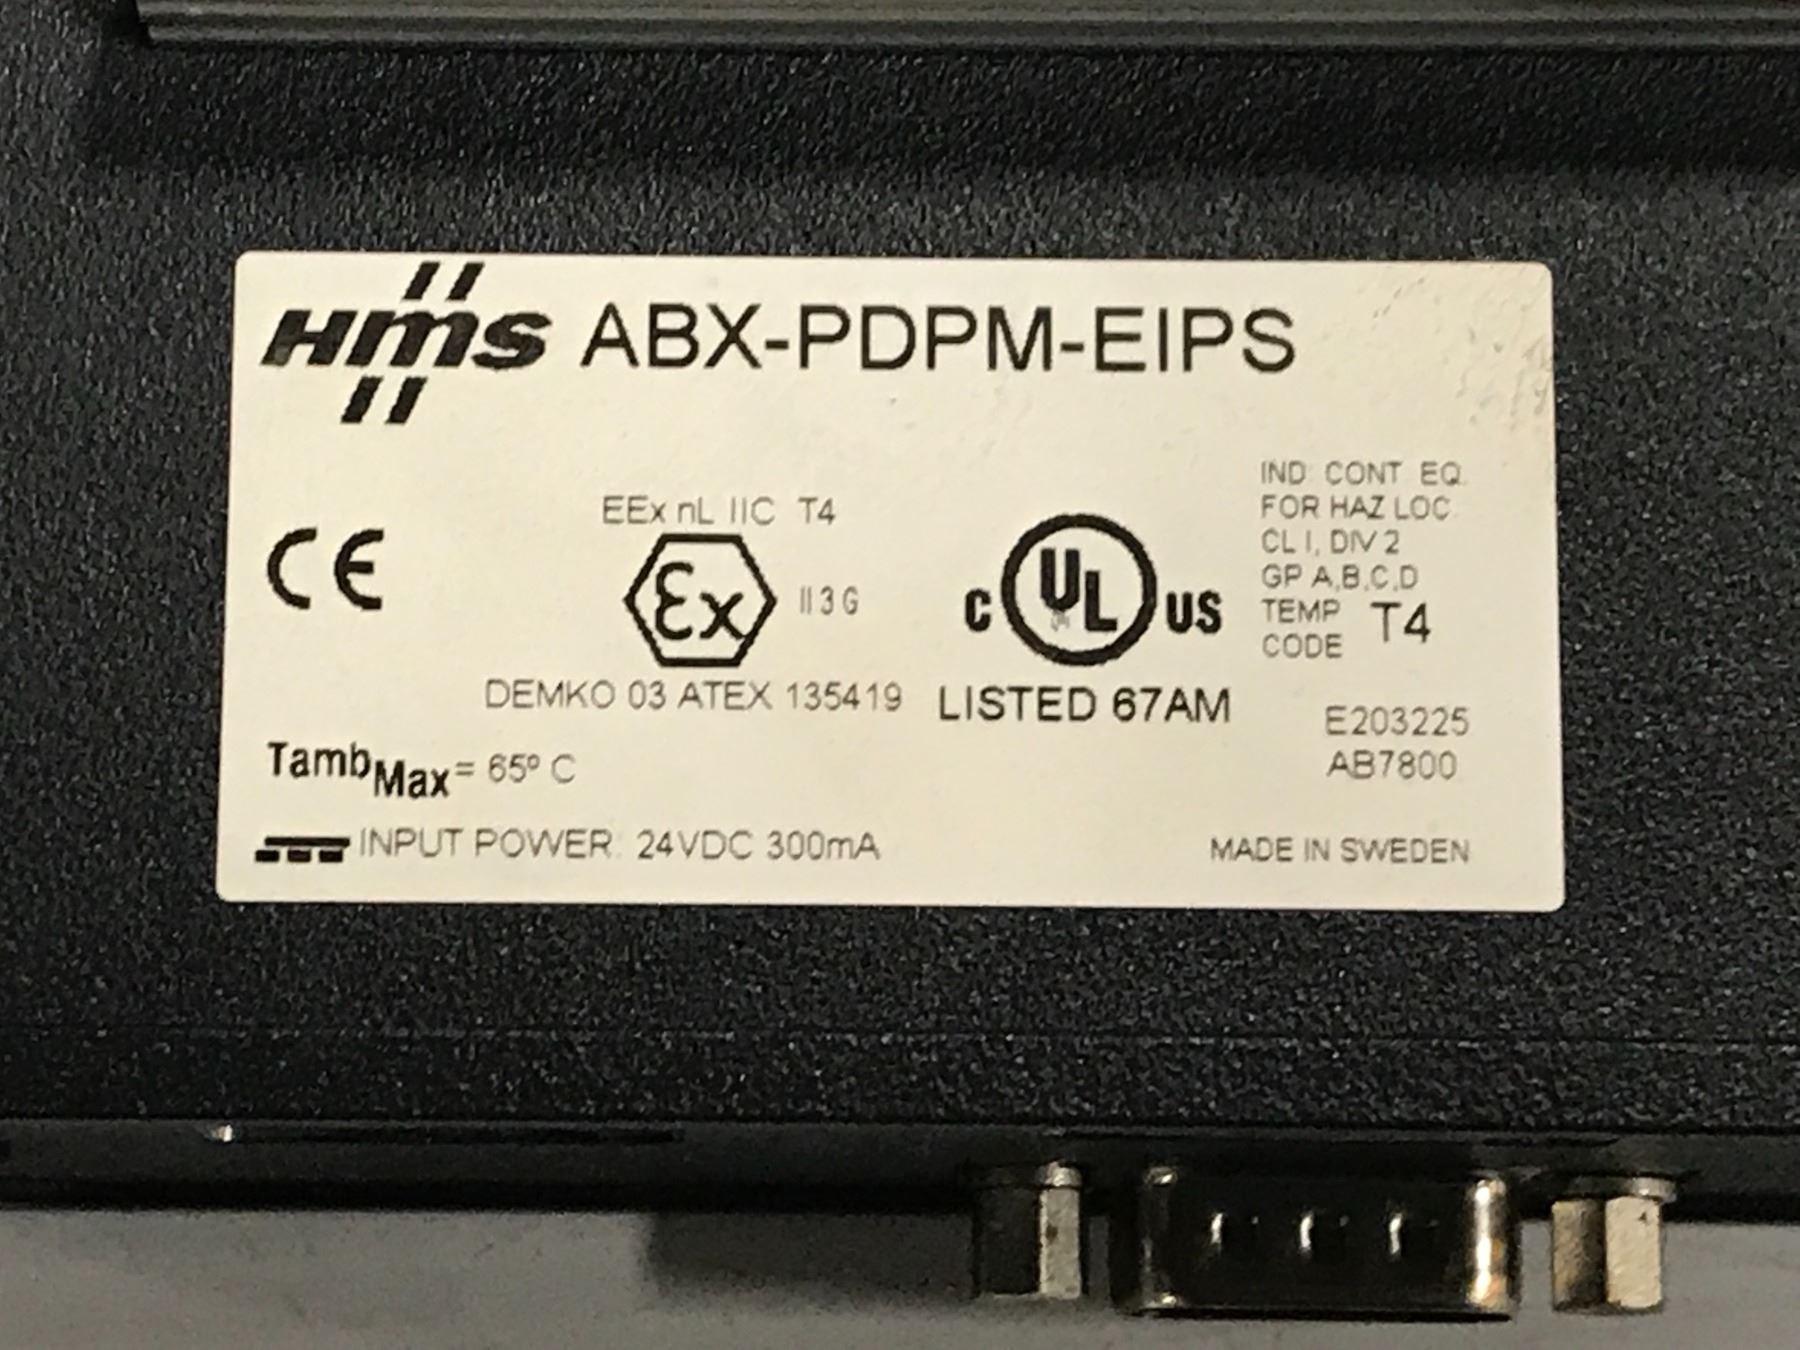 HMS ABX-PDPM-EIPS
CE
EEx nL IIC T4
Ex II 3 G
DEMKO 03 ATEX 135419
C UL US
LISTED 67AM
IND CONT EQ.
FOR HAZ LOC.
CL I, DIV 2
GP A,B,C,D
TEMP
CODE T4
E203225
AB7800
TambMax= 65º C
INPUT POWER: 24VDC 300mA
MADE IN SWEDEN